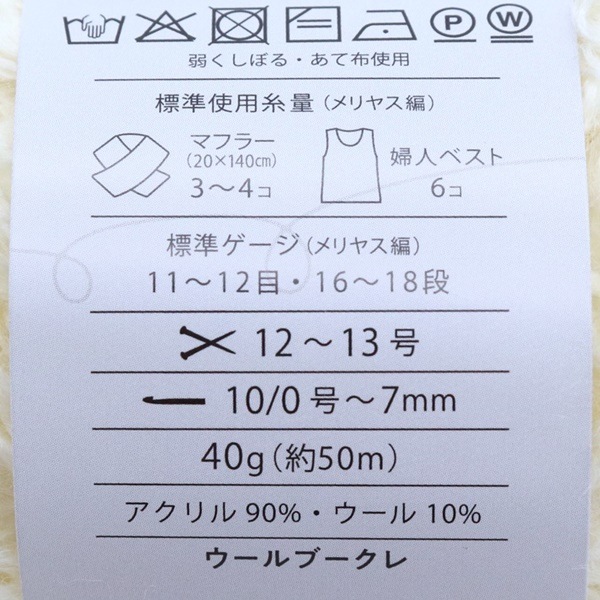 P W
弱くしぼる・あて布使用
標準使用糸量(メリヤス編)
マフラー
(20×140cm)
3〜4コ
婦人ベスト
6コ
標準ゲージ(メリヤス編)
11〜12目・16〜18段
12〜13号
10/0号〜7mm
40g(約50m)
アクリル90%・ウール10%
ウールブークレ